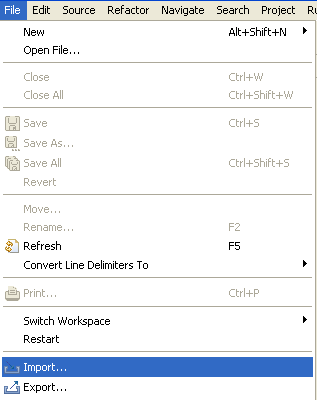 File Edit Source Refactor Navigate Search Project
New Alt+Shift+N
Open File...
Close Ctrl+W
Close All Ctrl+Shift+W
Save Ctrl+S
Save As...
Save All Ctrl+Shift+S
Revert
Move...
Rename... F2
Refresh F5
Convert Line Delimiters To
Print... Ctrl+P
Switch Workspace
Restart
Import...
Export...